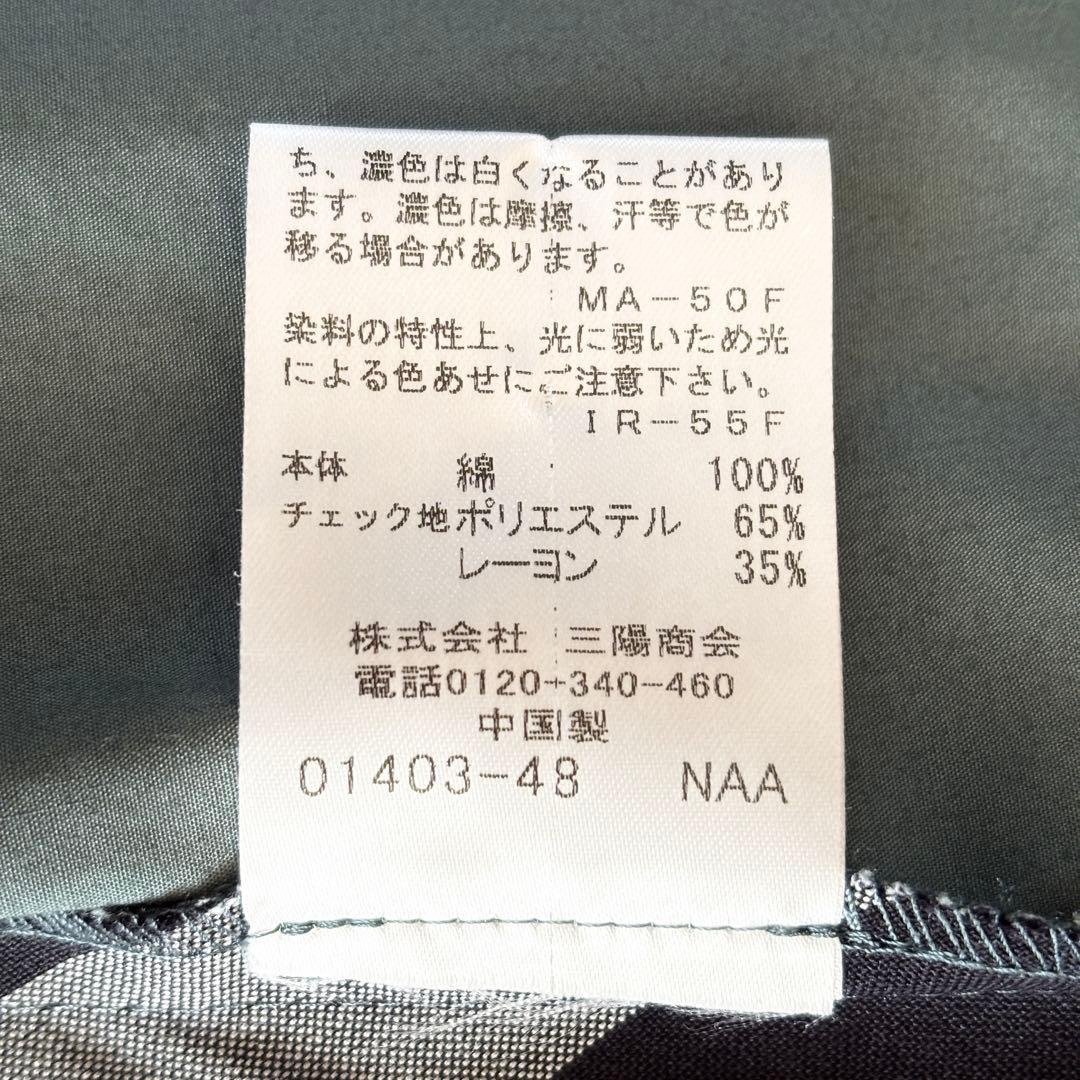 ち、濃色は白くなることがあり
ます。濃色は摩擦、汗等で色が
移る場合があります。
MA-50F
染料の特性上、光に弱いため光
による色あせにご注意下さい。
IR-55F
本体 綿 100%
チェック地 ポリエステル 65%
レーヨン 35%
株式会社 三陽商会
電話0120-340-460
中国製
01403-48 NAA